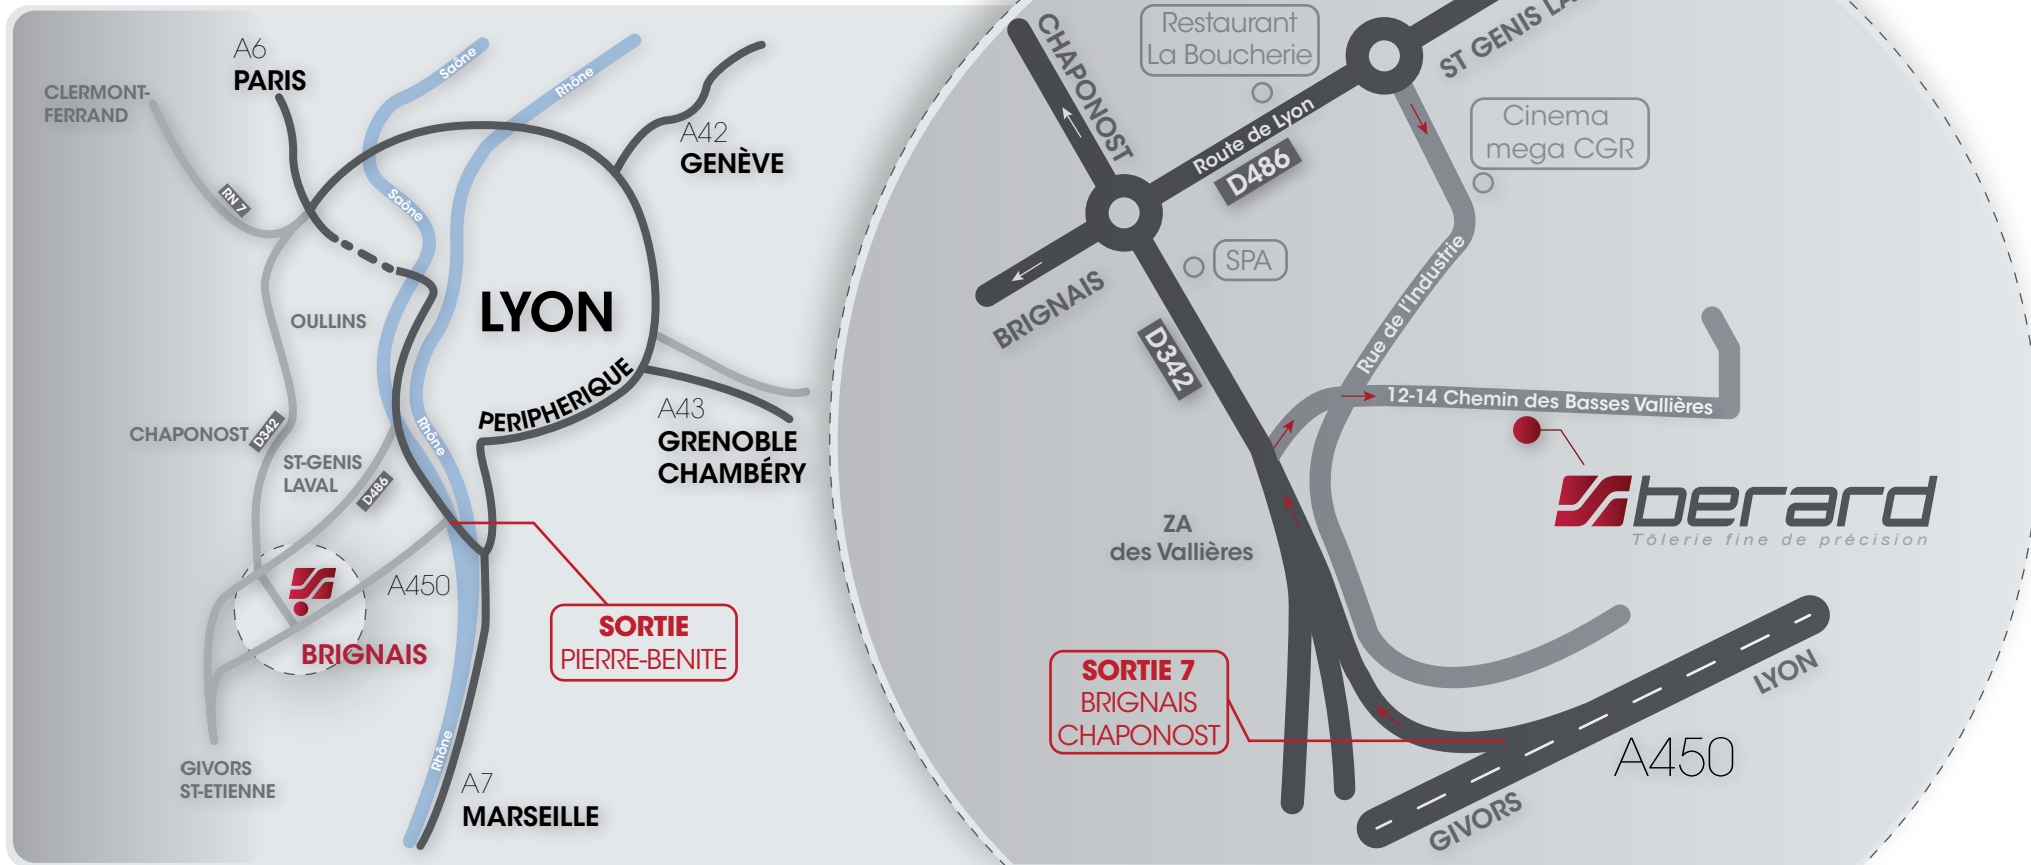 A6
PARIS
CLERMONT-
FERRAND
RN 7
Saône
Rhône
A42
GENÈVE
Saône
OULLINS
LYON
PERIPHERIQUE
A43
GRENOBLE
CHAMBÉRY
CHAPONOST
D342
ST-GENIS
LAVAL
D486
Rhône
A450
BRIGNAIS
SORTIE
PIERRE-BENITE
GIVORS
ST-ETIENNE
Rhône
A7
MARSEILLE
CHAPONOST
Restaurant
La Boucherie
ST GENIS
Route de Lyon
D486
Cinema
mega CGR
SPA
BRIGNAIS
D342
Rue de l'Industrie
12-14 Chemin des Basses Vallières
berard
Tôlerie fine de précision
ZA
des Vallières
SORTIE 7
BRIGNAIS
CHAPONOST
LYON
A450
GIVORS